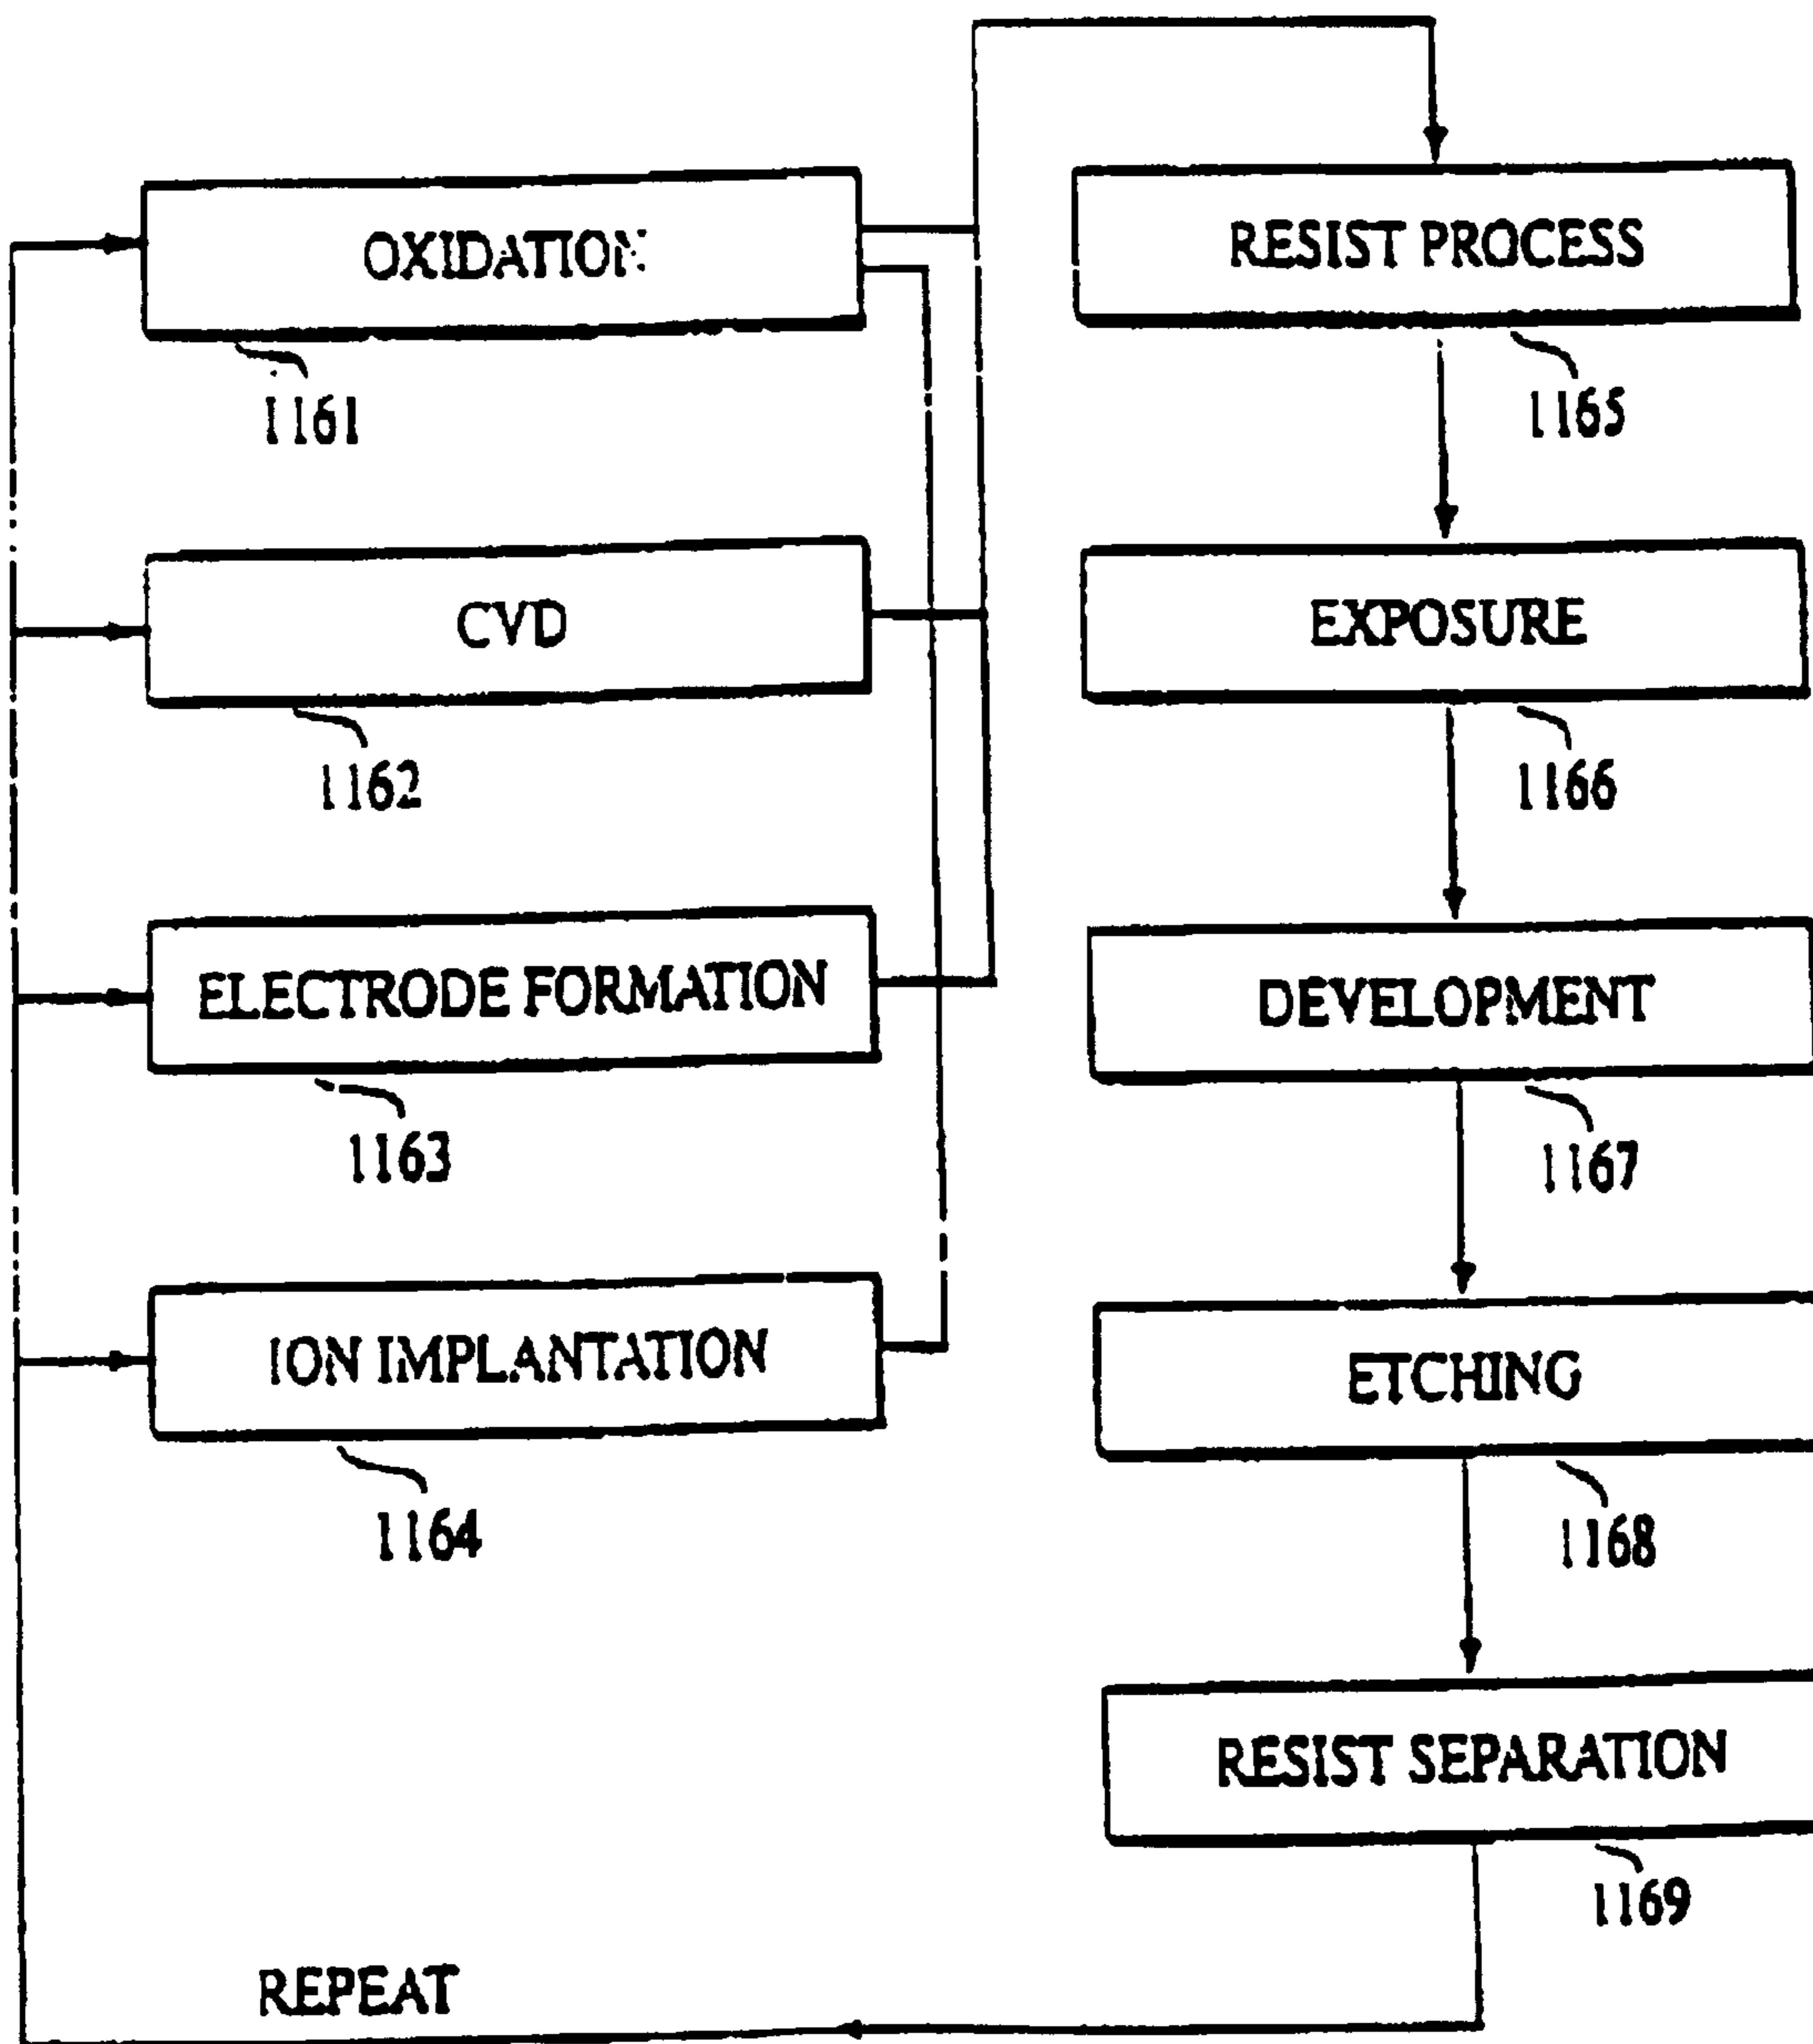 OXIDATION
1161
CVD
1162
ELECTRODE FORMATION
1163
ION IMPLANTATION
1164
RESIST PROCESS
1165
EXPOSURE
1166
DEVELOPMENT
1167
ETCHING
1168
RESIST SEPARATION
1169
REPEAT